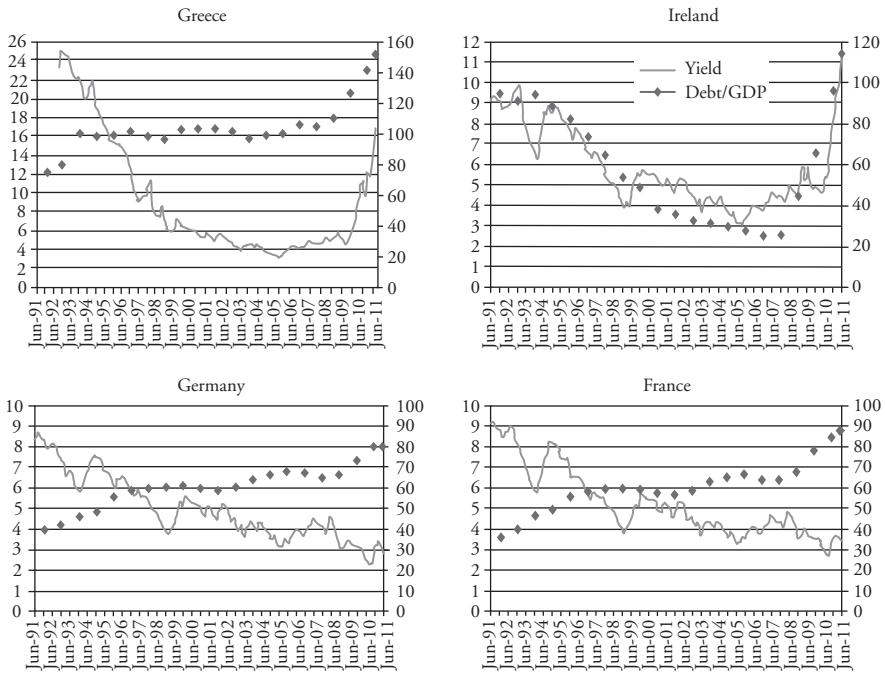 Greece
26
24
22
20
18
16
14
12
10
8
6
4
2
0
160
140
120
100
80
60
40
20
0
Jun-91
Jun-92
Jun-93
Jun-94
Jun-95
Jun-96
Jun-97
Jun-98
Jun-99
Jun-00
Jun-01
Jun-02
Jun-03
Jun-04
Jun-05
Jun-06
Jun-07
Jun-08
Jun-09
Jun-10
Jun-11
Ireland
12
11
10
9
8
7
6
5
4
3
2
1
0
Yield
Debt/GDP
120
100
80
60
40
20
0
Jun-91
Jun-92
Jun-93
Jun-94
Jun-95
Jun-96
Jun-97
Jun-98
Jun-99
Jun-00
Jun-01
Jun-02
Jun-03
Jun-04
Jun-05
Jun-06
Jun-07
Jun-08
Jun-09
Jun-10
Jun-11
Germany
10
9
8
7
6
5
4
3
2
1
0
100
90
80
70
60
50
40
30
20
10
0
Jun-91
Jun-92
Jun-93
Jun-94
Jun-95
Jun-96
Jun-97
Jun-98
Jun-99
Jun-00
Jun-01
Jun-02
Jun-03
Jun-04
Jun-05
Jun-06
Jun-07
Jun-08
Jun-09
Jun-10
Jun-11
France
10
9
8
7
6
5
4
3
2
1
0
100
90
80
70
60
50
40
30
20
10
0
Jun-91
Jun-92
Jun-93
Jun-94
Jun-95
Jun-96
Jun-97
Jun-98
Jun-99
Jun-00
Jun-01
Jun-02
Jun-03
Jun-04
Jun-05
Jun-06
Jun-07
Jun-08
Jun-09
Jun-10
Jun-11